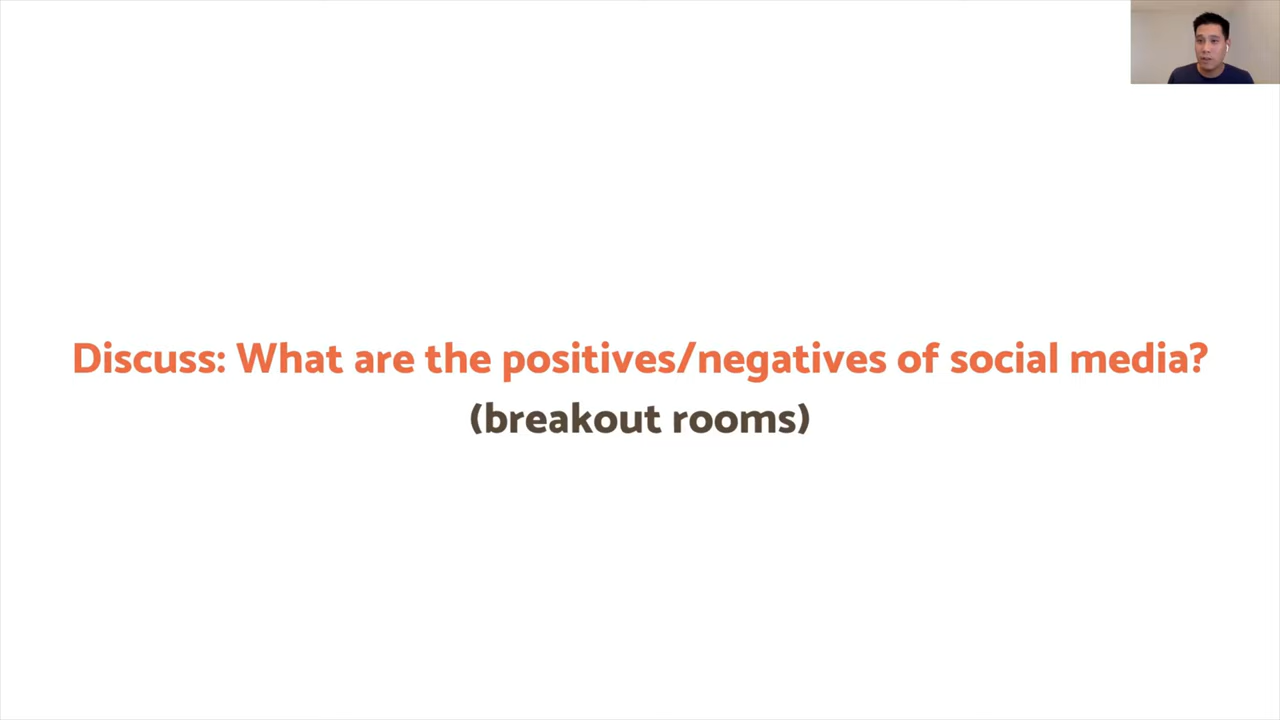 Discuss: What are the positives/negatives of social media?
(breakout rooms)